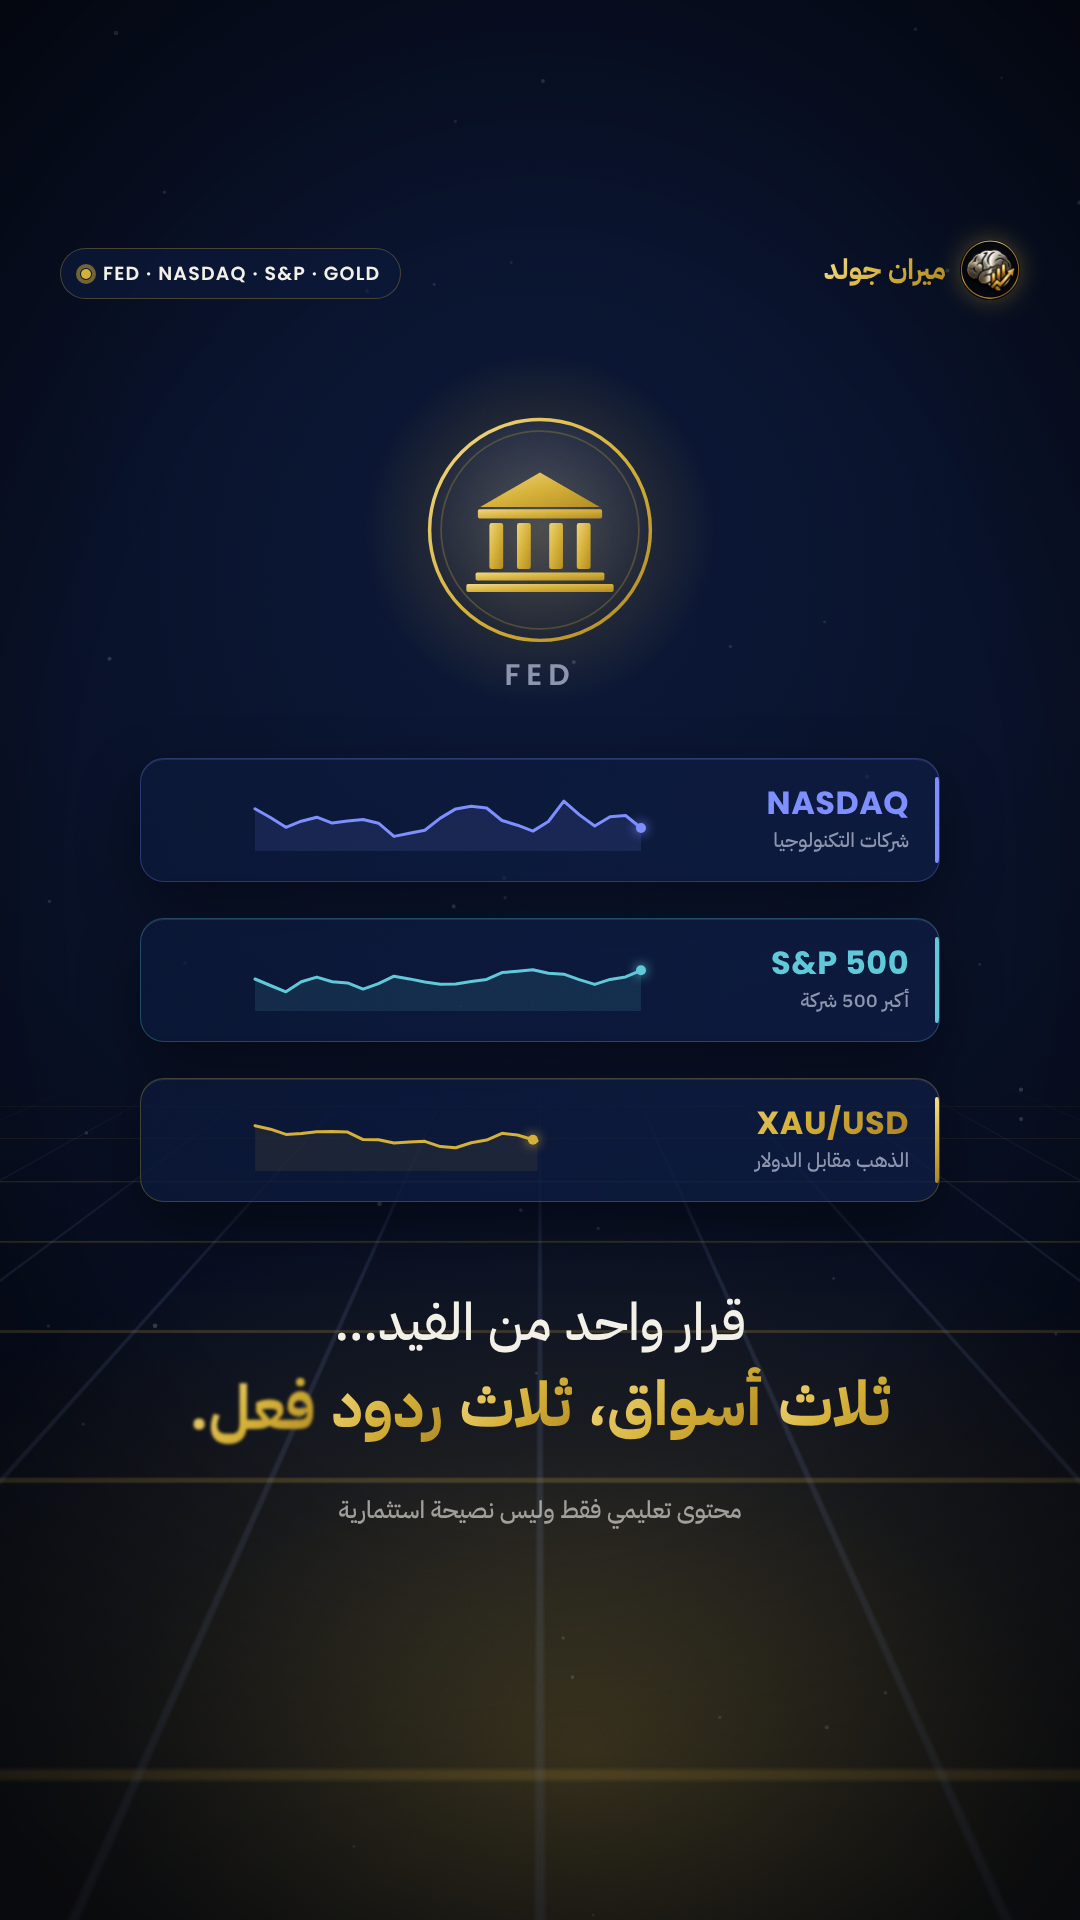 FED · NASDAQ · S&P · GOLD
ميران جولد
FED
NASDAQ
شركات التكنولوجيا
S&P 500
أكبر 500 شركة
XAU/USD
الذهب مقابل الدولار
قرار واحد من الفيد...
ثلاث أسواق، ثلاث ردود فعل.
محتوى تعليمي فقط وليس نصيحة استثمارية